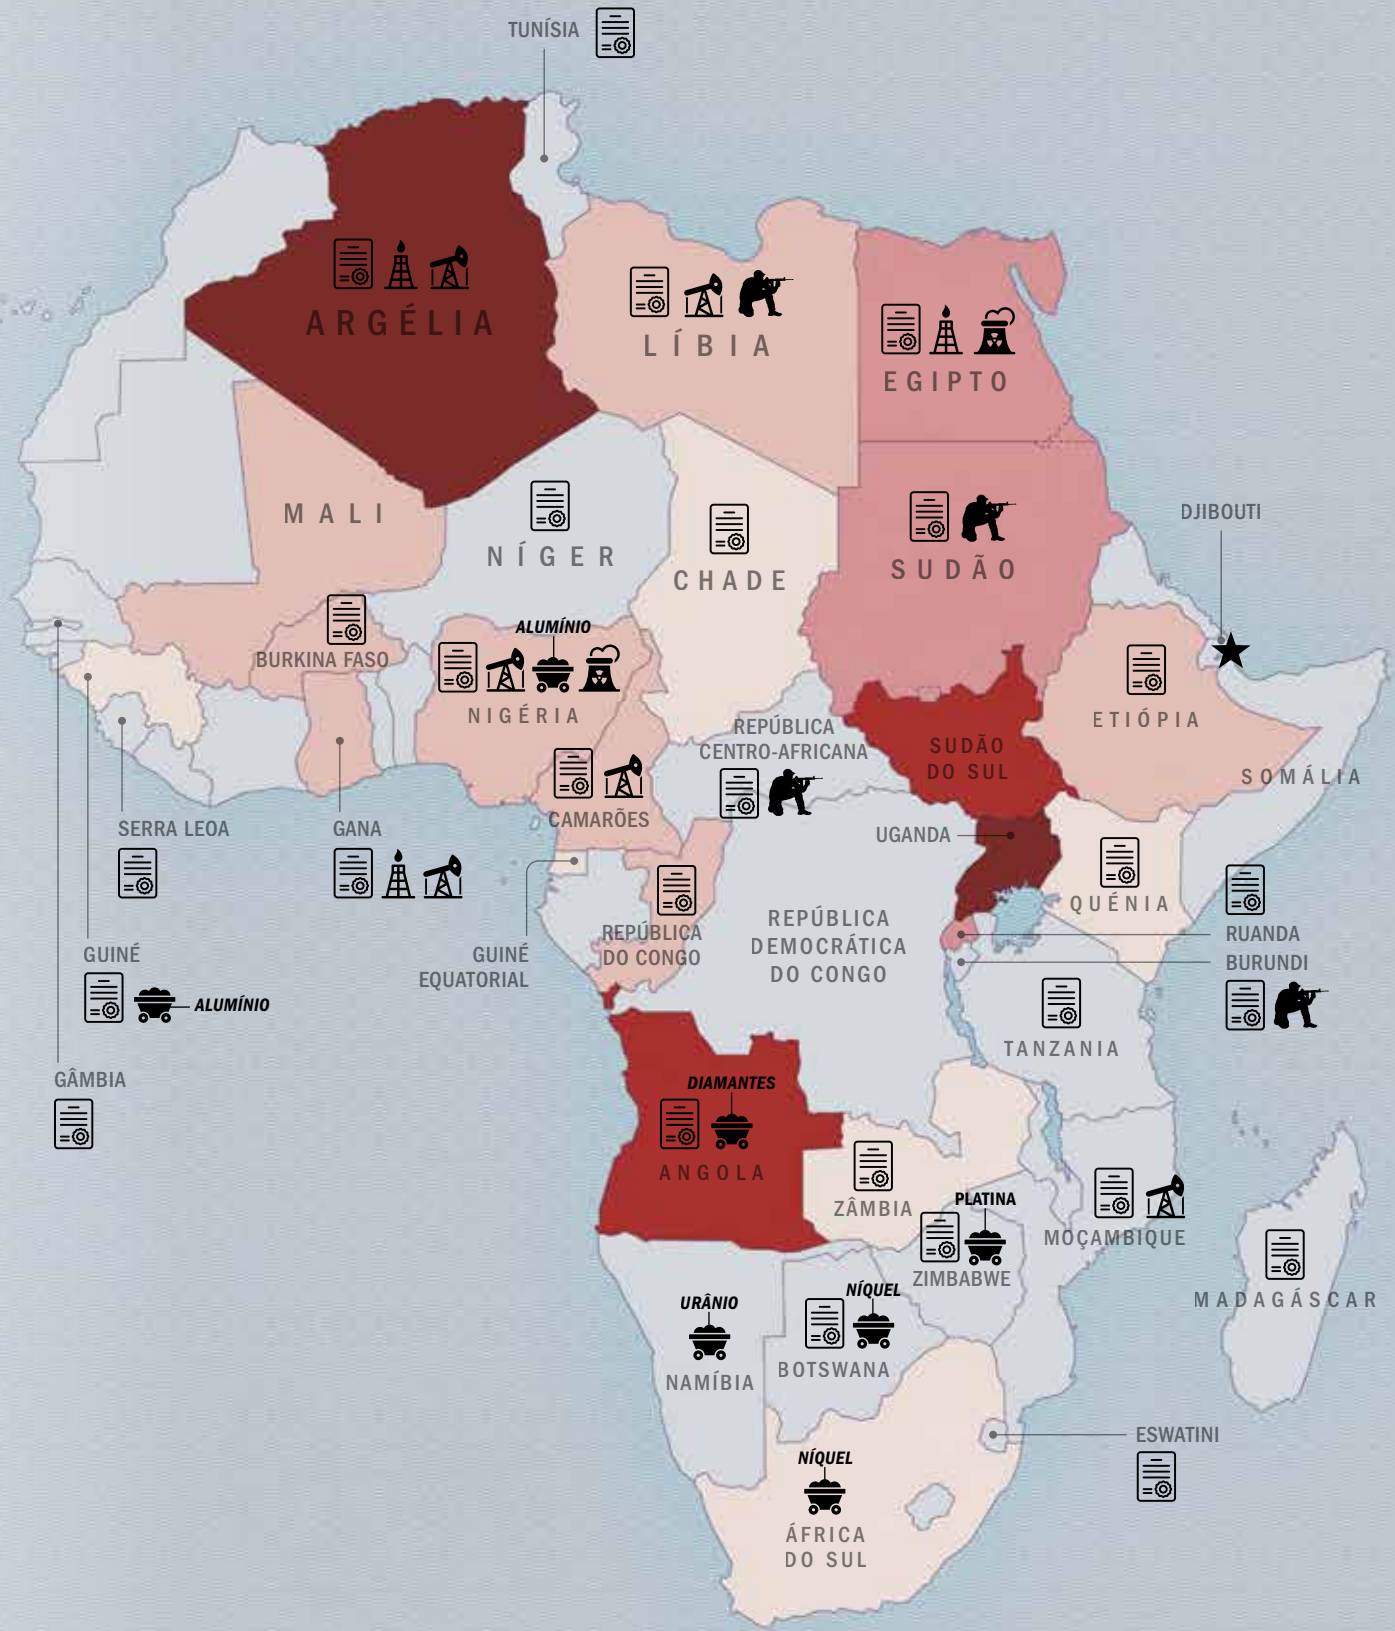 TUNÍSIA
ARGÉLIA
LÍBIA
EGIPTO
MALI
NÍGER
CHADE
SUDÃO
DJIBOUTI
BURKINA FASO
ALUMÍNIO
NIGÉRIA
ETIÓPIA
REPÚBLICA
CENTRO-AFRICANA
SUDÃO
DO SUL
SOMÁLIA
CAMARÕES
SERRA LEOA
GANA
UGANDA
QUÉNIA
REPÚBLICA
DO CONGO
REPÚBLICA
DEMOCRÁTICA
DO CONGO
RUANDA
BURUNDI
GUINÉ
GUINÉ
EQUATORIAL
ALUMÍNIO
TANZANIA
GÂMBIA
DIAMANTES
ANGOLA
ZÂMBIA
PLATINA
ZIMBABWE
MOÇAMBIQUE
MADAGÁSCAR
URÂNIO
NAMÍBIA
NÍQUEL
BOTSWANA
ESWATINI
NÍQUEL
ÁFRICA
DO SUL